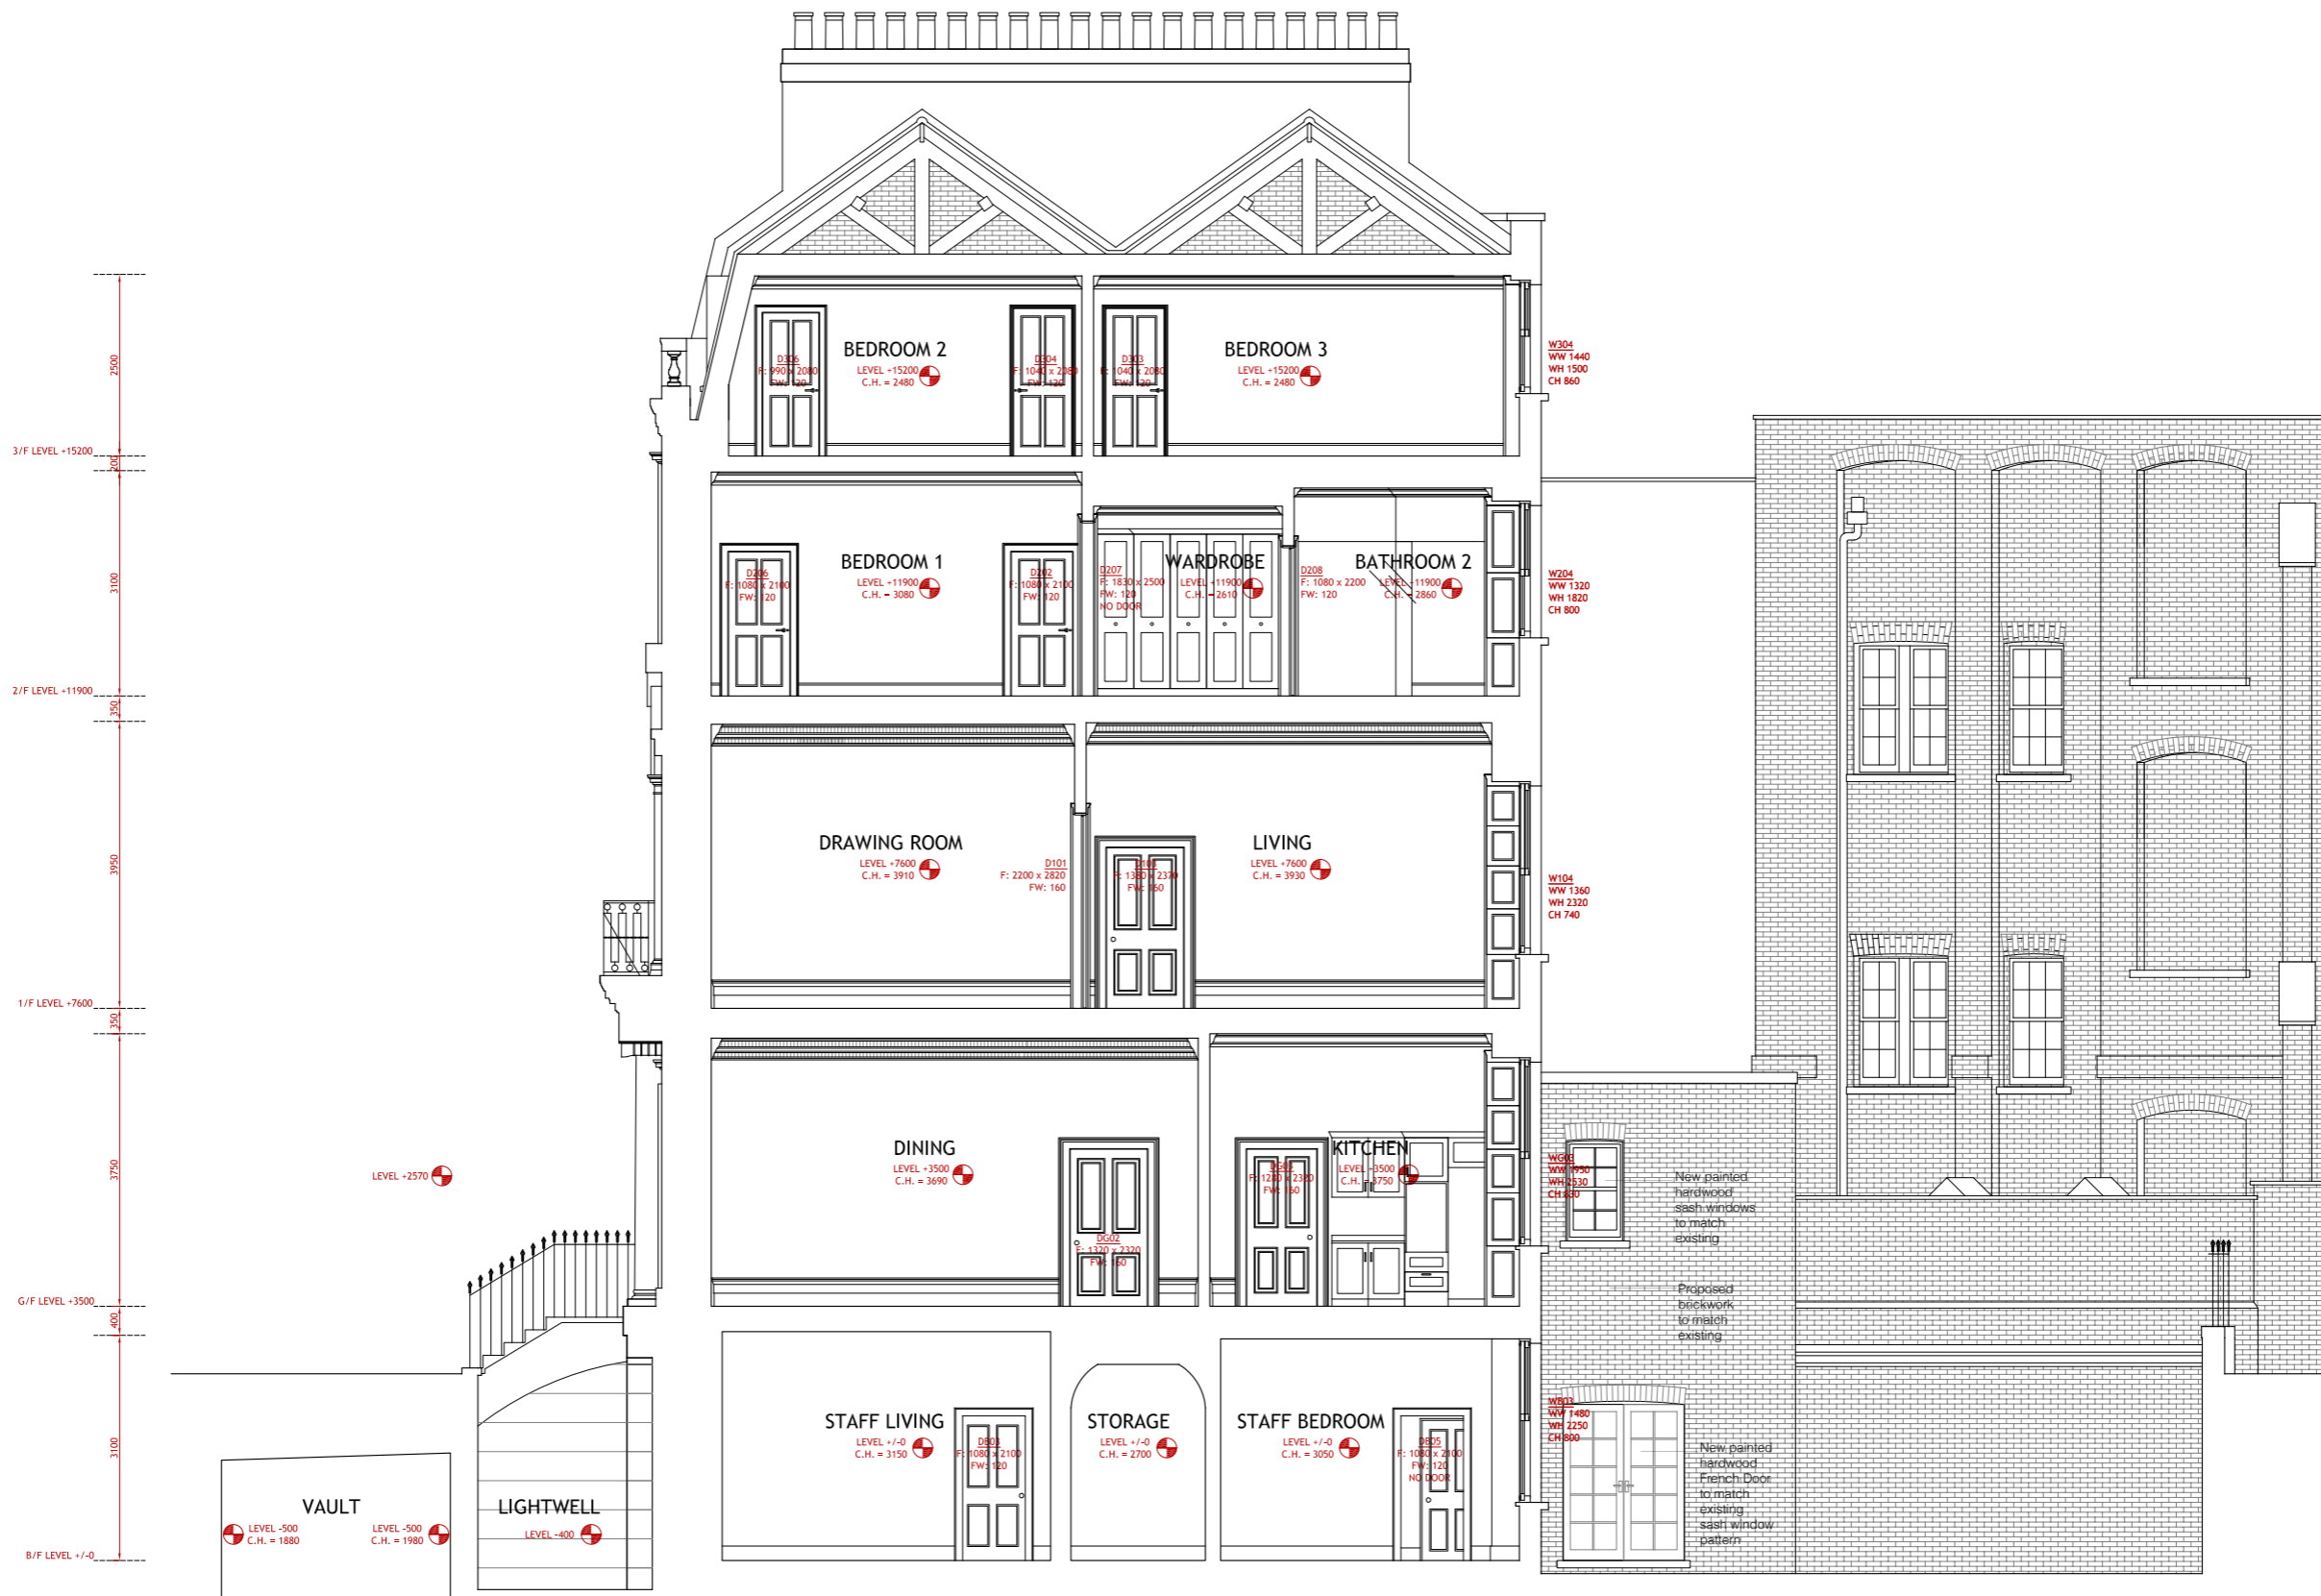 2500
3/F LEVEL +15200
200
3100
2/F LEVEL +11900
350
3950
1/F LEVEL +7600
350
3750
G/F LEVEL +3500
400
3100
B/F LEVEL +/-0
BEDROOM 2
LEVEL +15200
C.H. = 2480
D306
F: 990 x 2080
FW: 120
D304
F: 1040 x 2080
FW: 120
D303
F: 1040 x 2080
FW: 120
BEDROOM 3
LEVEL +15200
C.H. = 2480
W304
WW 1440
WH 1500
CH 860
BEDROOM 1
LEVEL +11900
C.H. = 3080
D206
F: 1080 x 2100
FW: 120
D202
F: 1080 x 2100
FW: 120
D207
F: 1830 x 2500
FW: 120
NO DOOR
WARDROBE
LEVEL +11900
C.H. = 2610
D208
F: 1080 x 2200
FW: 120
BATHROOM 2
LEVEL +11900
C.H. = 2860
W204
WW 1320
WH 1820
CH 800
DRAWING ROOM
LEVEL +7600
C.H. = 3910
D101
F: 2200 x 2820
FW: 160
FW: 160
LIVING
LEVEL +7600
C.H. = 3930
W104
WW 1360
WH 2320
CH 740
DINING
LEVEL +3500
C.H. = 3690
DG02
F: 1320 x 2320
FW: 160
F: 1280 x 2320
FW: 160
KITCHEN
LEVEL +3500
C.H. = 3750
WG03
WW 1950
WH 2530
CH 830
LEVEL +2570
New painted
hardwood
sash windows
to match
existing
Proposed
brickwork
to match
existing
STAFF LIVING
LEVEL +/-0
C.H. = 3150
DB03
F: 1080 x 2100
FW: 120
STORAGE
LEVEL +/-0
C.H. = 2700
STAFF BEDROOM
LEVEL +/-0
C.H. = 3050
DB05
F: 1080 x 2100
FW: 120
NO DOOR
WB03
WW 1480
WH 2250
CH 800
New painted
hardwood
French Door
to match
existing
sash window
pattern
VAULT
LEVEL -500
C.H. = 1880
LEVEL -500
C.H. = 1980
LIGHTWELL
LEVEL -400